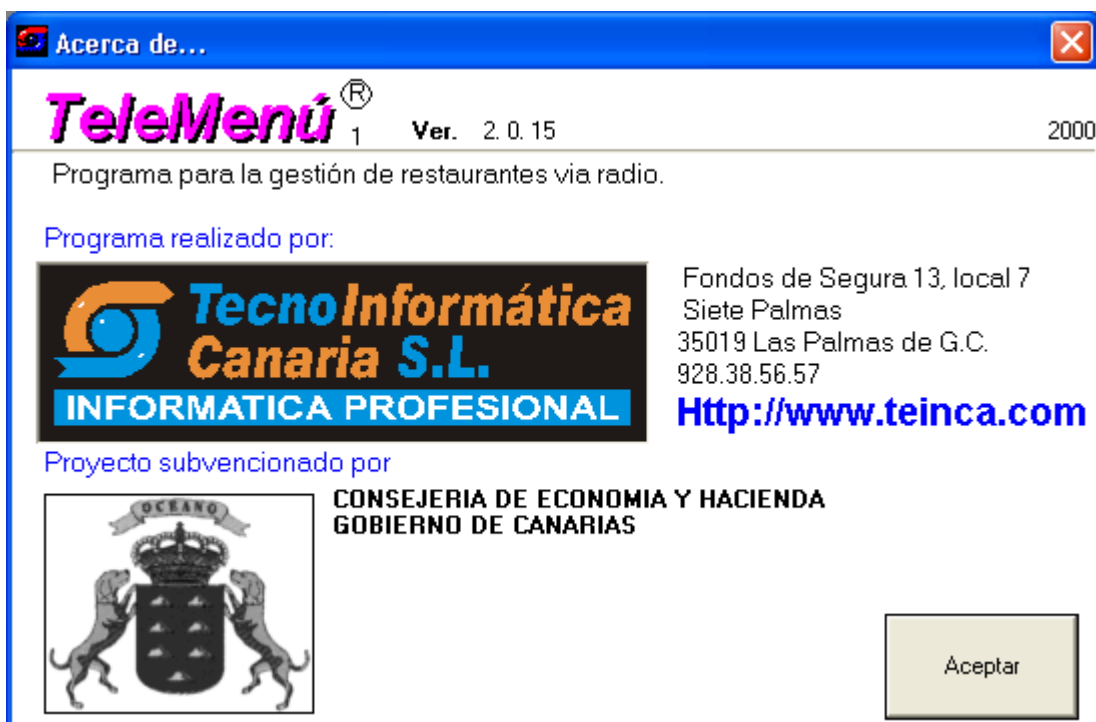 Acerca de...
TeleMenú® 1 Ver. 2. 0. 15 2000
Programa para la gestión de restaurantes via radio.
Programa realizado por:
TecnoInformática
Canaria S.L.
INFORMATICA PROFESIONAL
Fondos de Segura 13, local 7
Siete Palmas
35019 Las Palmas de G.C.
928.38.56.57
Http://www.teinca.com
Proyecto subvencionado por
OCEANO
CONSEJERIA DE ECONOMIA Y HACIENDA
GOBIERNO DE CANARIAS
Aceptar